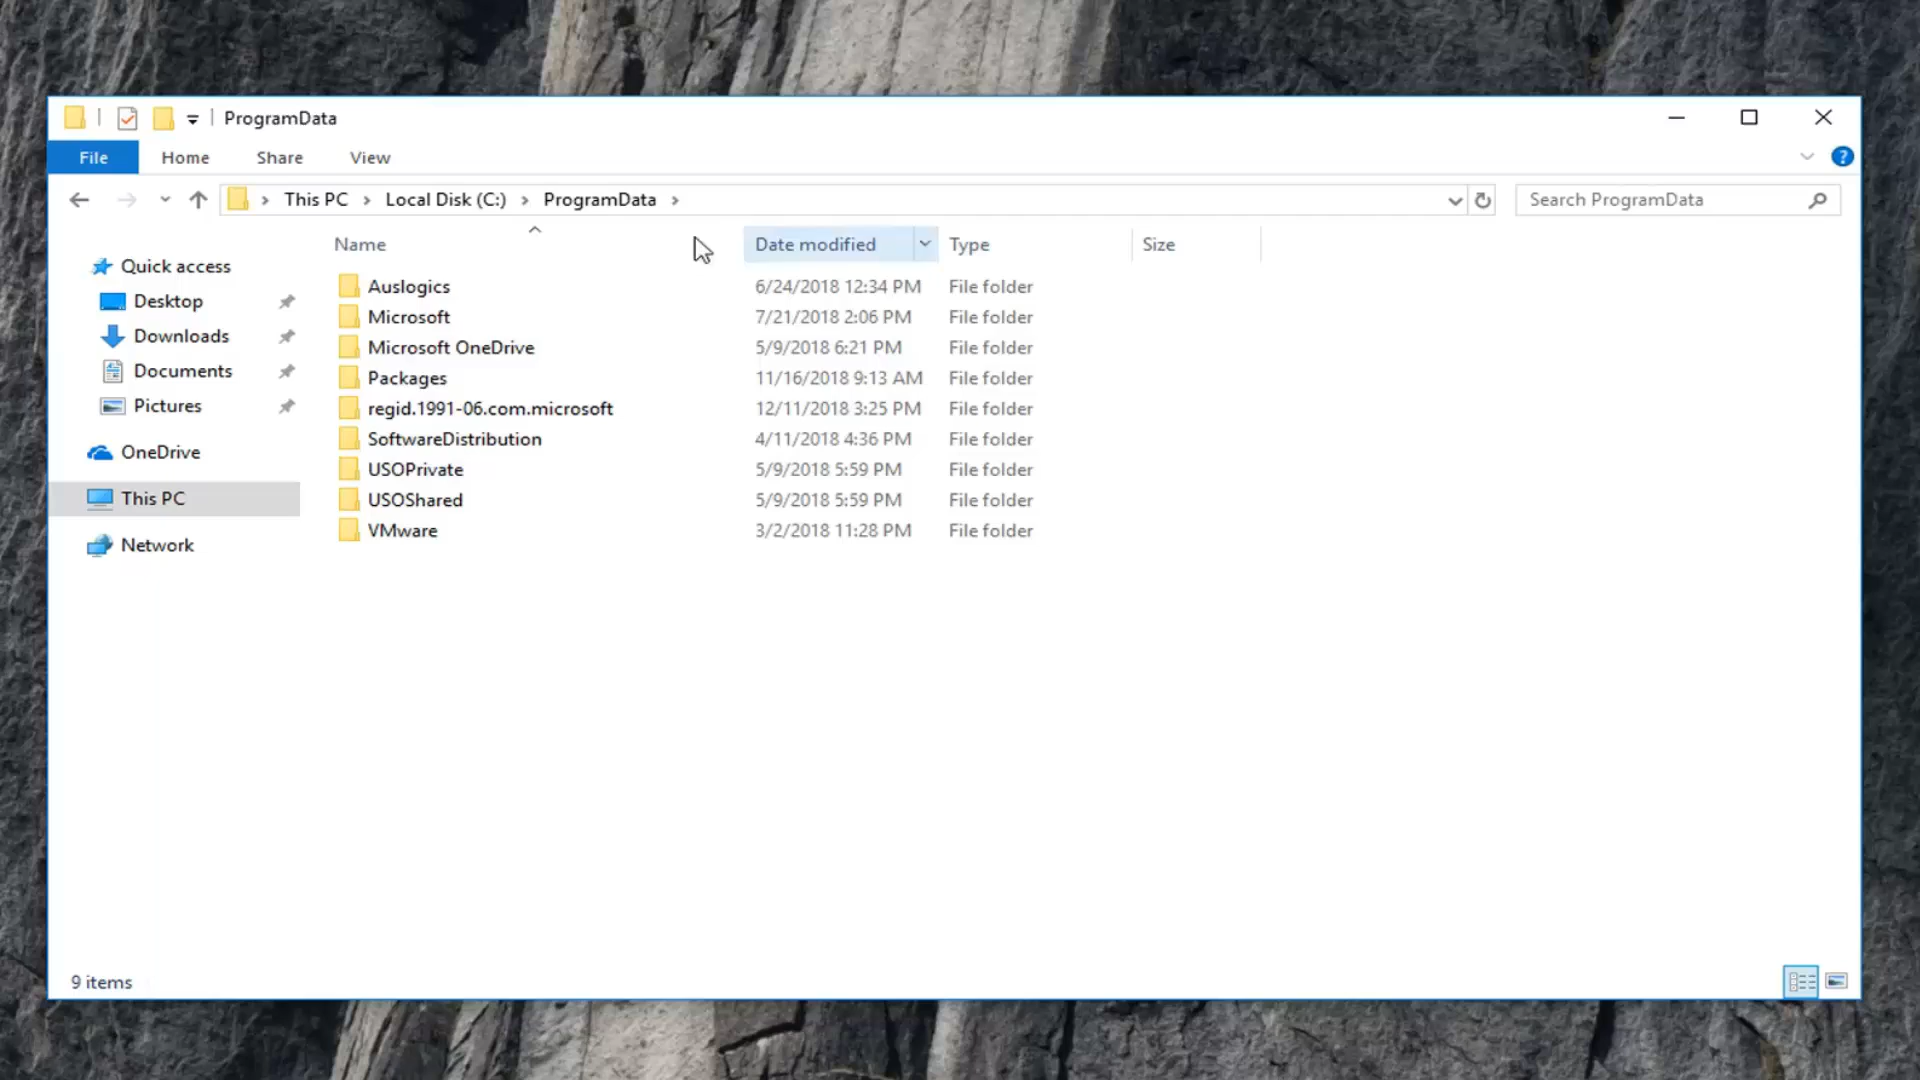 ProgramData
File Home Share View
This PC Local Disk (C:) ProgramData Search ProgramData
Name Date modified Type Size
Quick access
Desktop
Downloads
Documents
Pictures
OneDrive
This PC
Network
Auslogics 6/24/2018 12:34 PM File folder
Microsoft 7/21/2018 2:06 PM File folder
Microsoft OneDrive 5/9/2018 6:21 PM File folder
Packages 11/16/2018 9:13 AM File folder
regid.1991-06.com.microsoft 12/11/2018 3:25 PM File folder
SoftwareDistribution 4/11/2018 4:36 PM File folder
USOPrivate 5/9/2018 5:59 PM File folder
USOShared 5/9/2018 5:59 PM File folder
VMware 3/2/2018 11:28 PM File folder
9 items